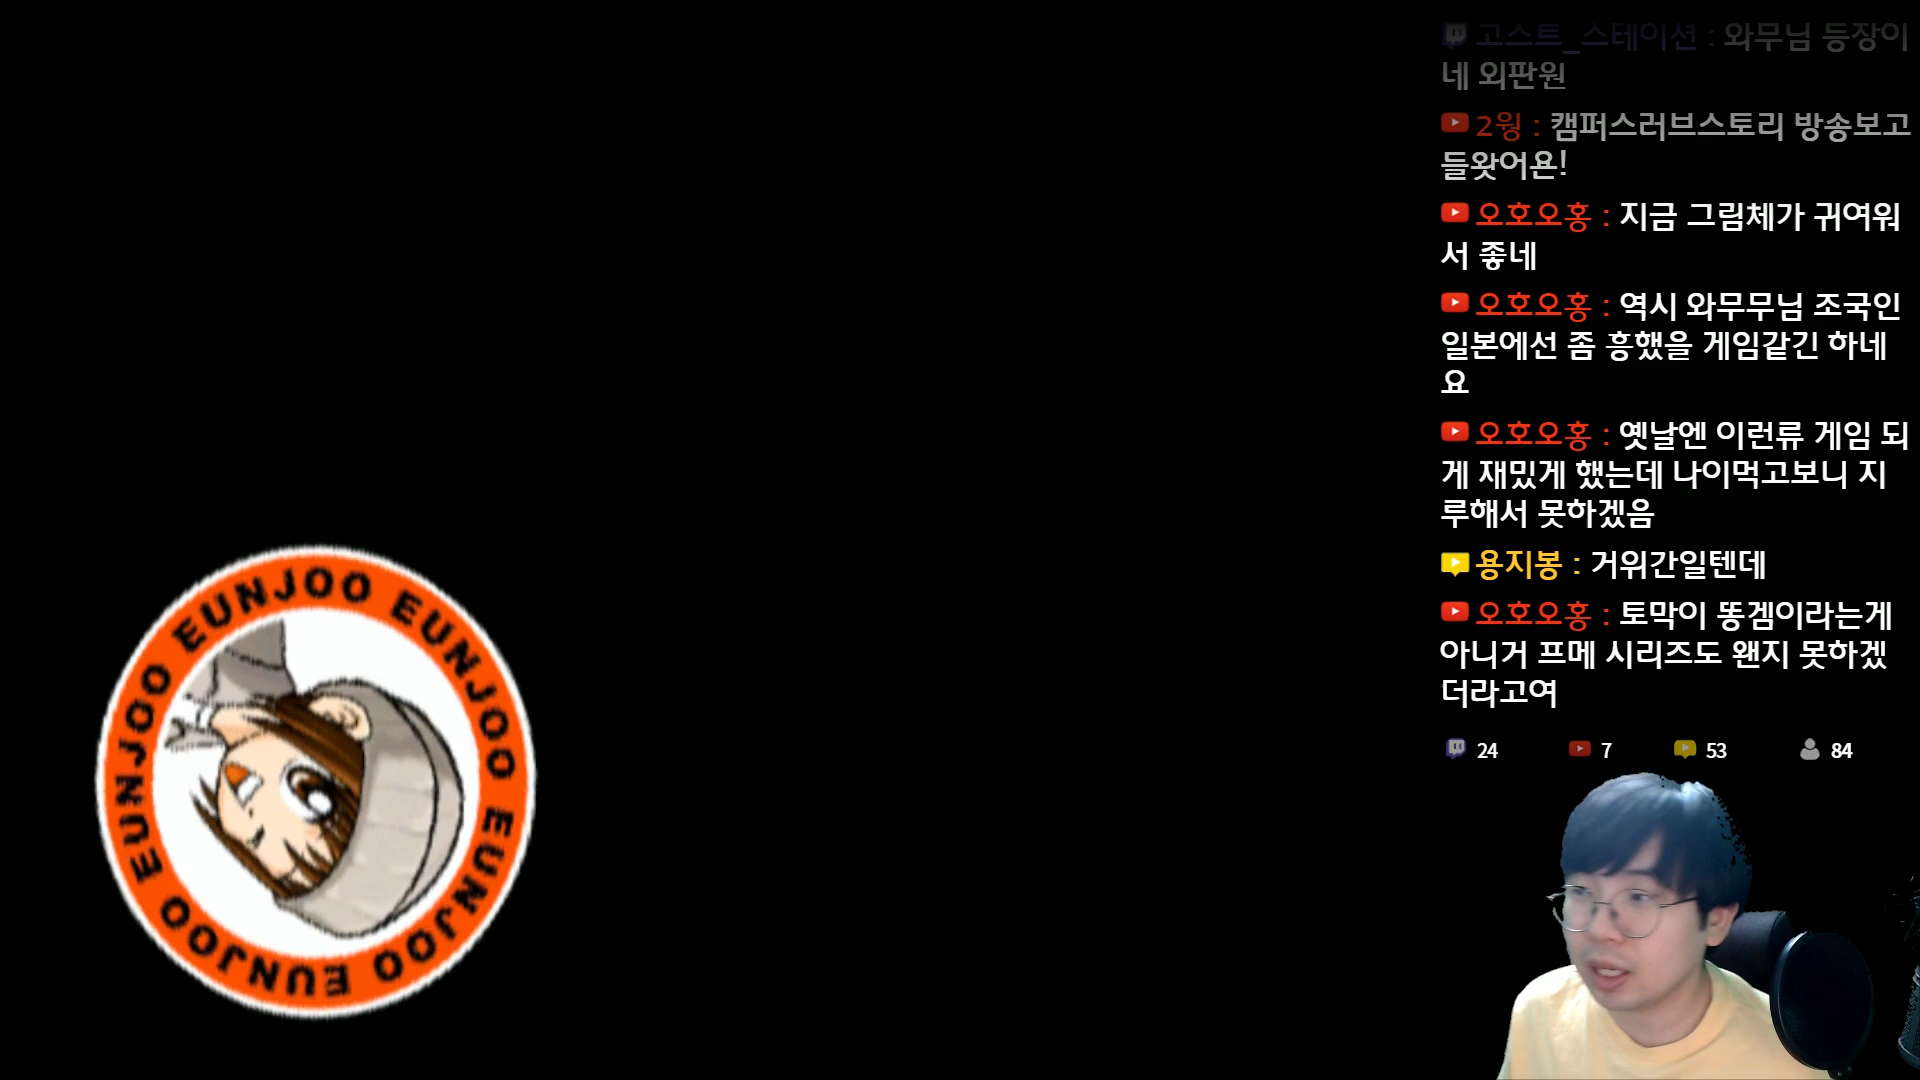 고스트_스테이션 : 와무님 등장이
네 외판원
2웡 : 캠퍼스러브스토리 방송보고
들왓어욘!
오호오홍 : 지금 그림체가 귀여워
서 좋네
오호오홍 : 역시 와무무님 조국인
일본에선 좀 흥했을 게임같긴 하네
요
오호오홍 : 옛날엔 이런류 게임 되
게 재밌게 했는데 나이먹고보니 지
루해서 못하겠음
용지봉 : 거위간일텐데
오호오홍 : 토막이 똥겜이라는게
아니거 프메 시리즈도 왠지 못하겠
더라고여
24 7 53 84
EUNJOO EUNJOO EUNJOO EUNJOO EUNJOO EUNJOO